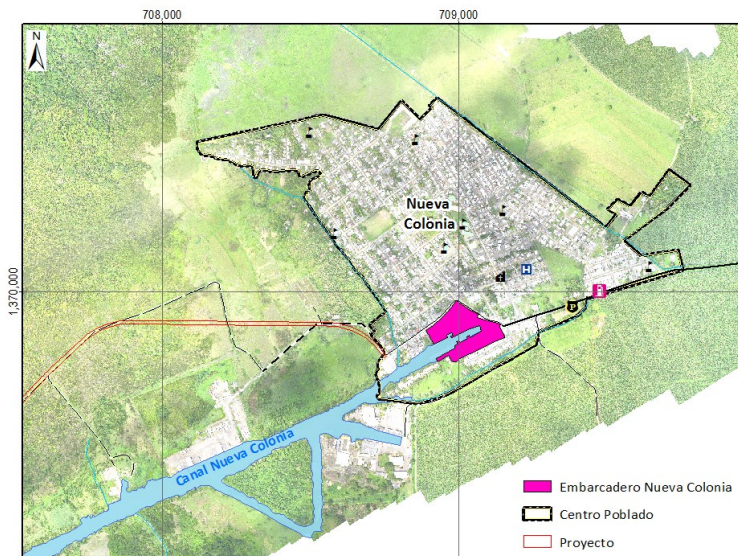 708,000
709,000
N
1,370,000
Nueva
Colonia
H
P
Canal Nueva Colonia
Embarcadero Nueva Colonia
Centro Poblado
Proyecto